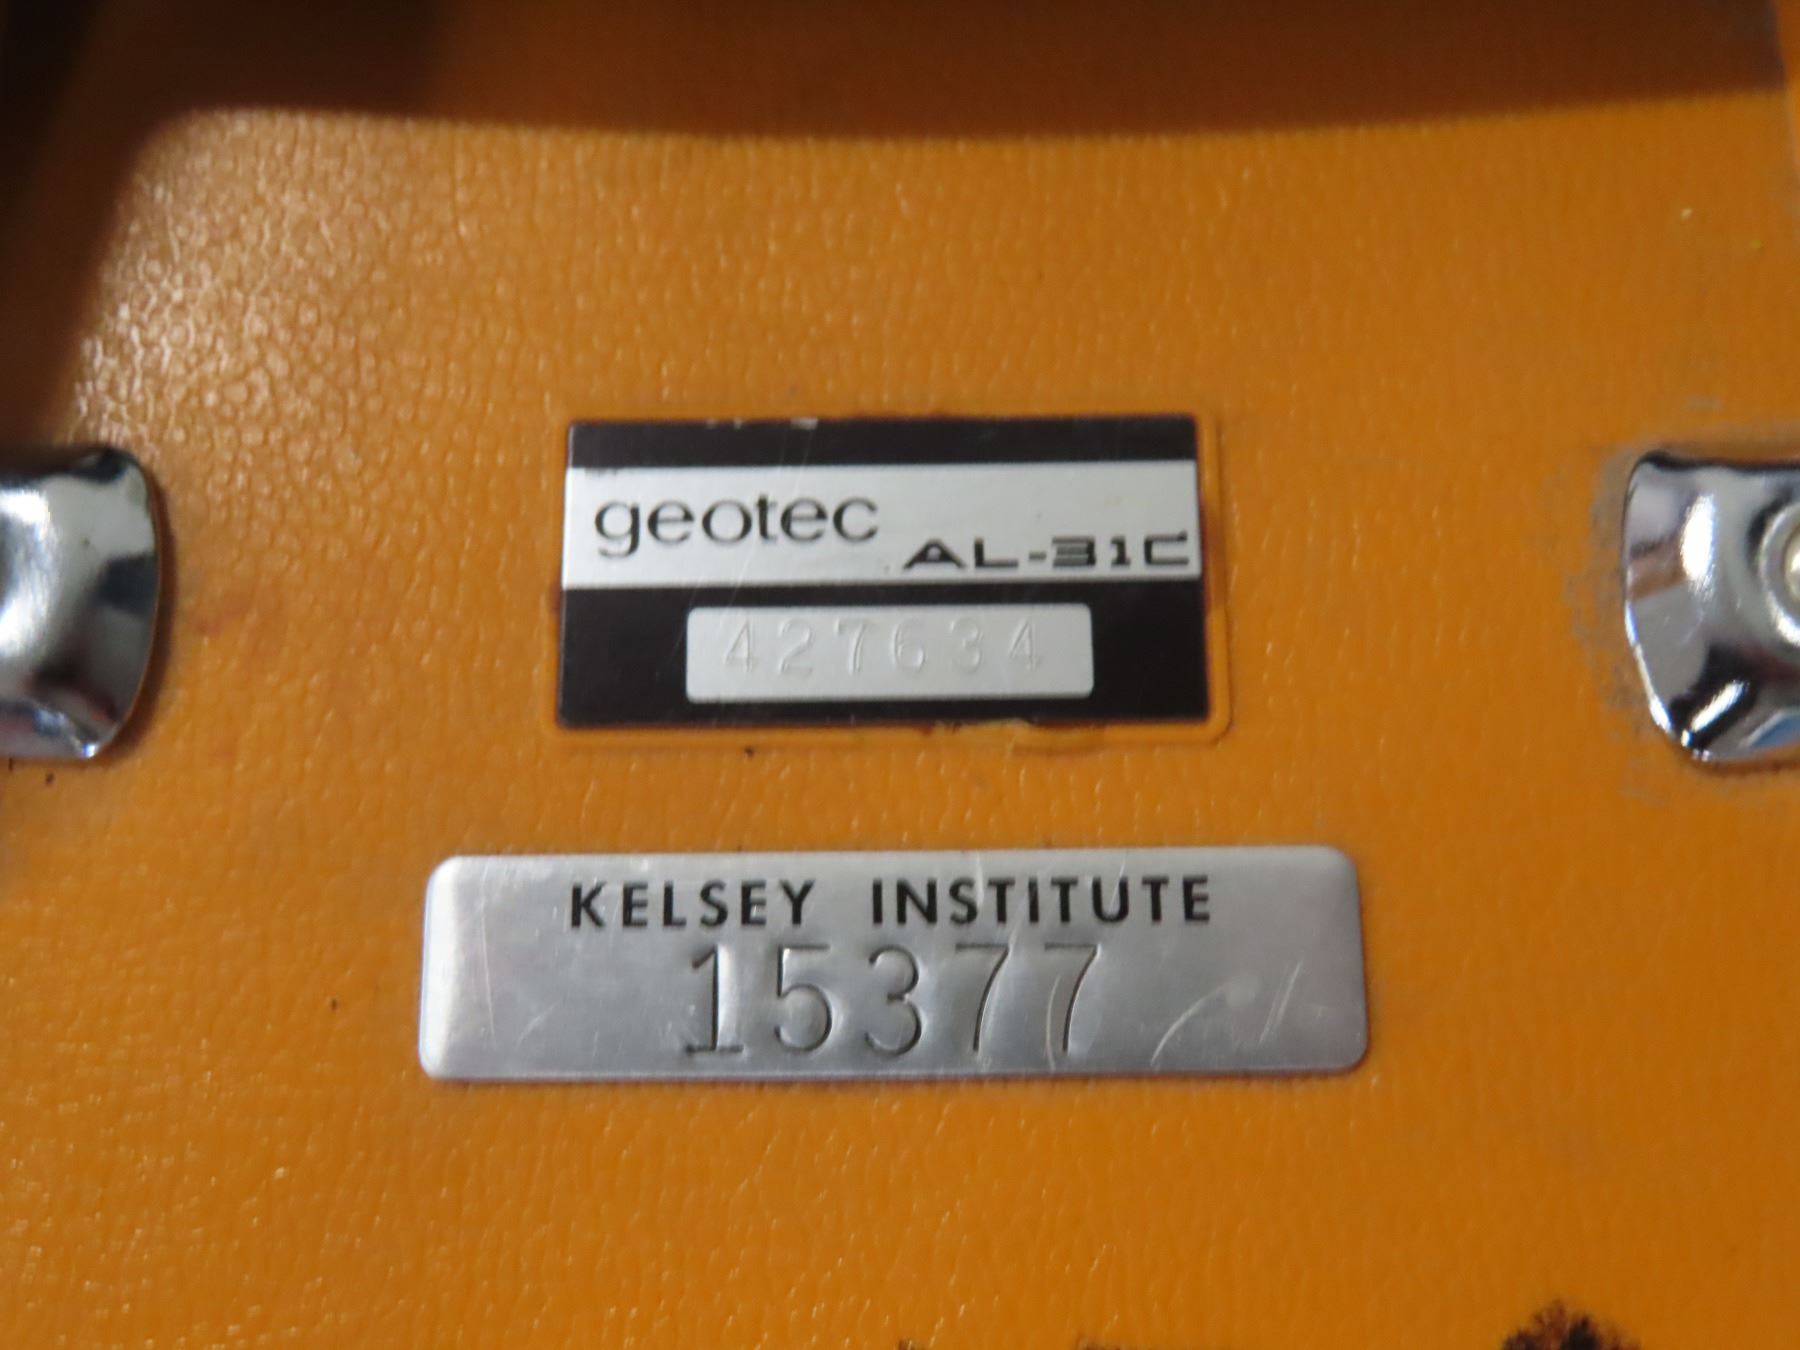 geotec
AL-31C
427634
KELSEY INSTITUTE
15377